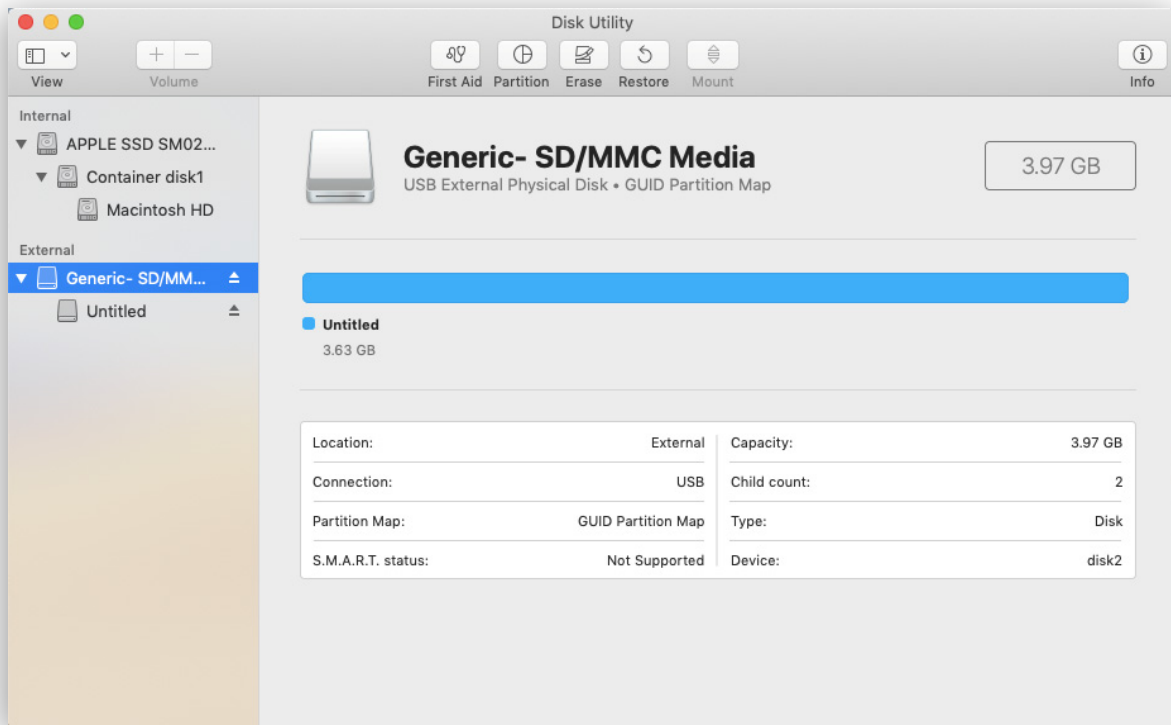 Disk Utility
View
Volume
First Aid
Partition
Erase
Restore
Mount
Info
Internal
APPLE SSD SM02...
Container disk1
Macintosh HD
External
Generic- SD/MM...
Untitled
Generic- SD/MMC Media
USB External Physical Disk • GUID Partition Map
3.97 GB
Untitled
3.63 GB
Location: External
Connection: USB
Partition Map: GUID Partition Map
S.M.A.R.T. status: Not Supported
Capacity: 3.97 GB
Child count: 2
Type: Disk
Device: disk2